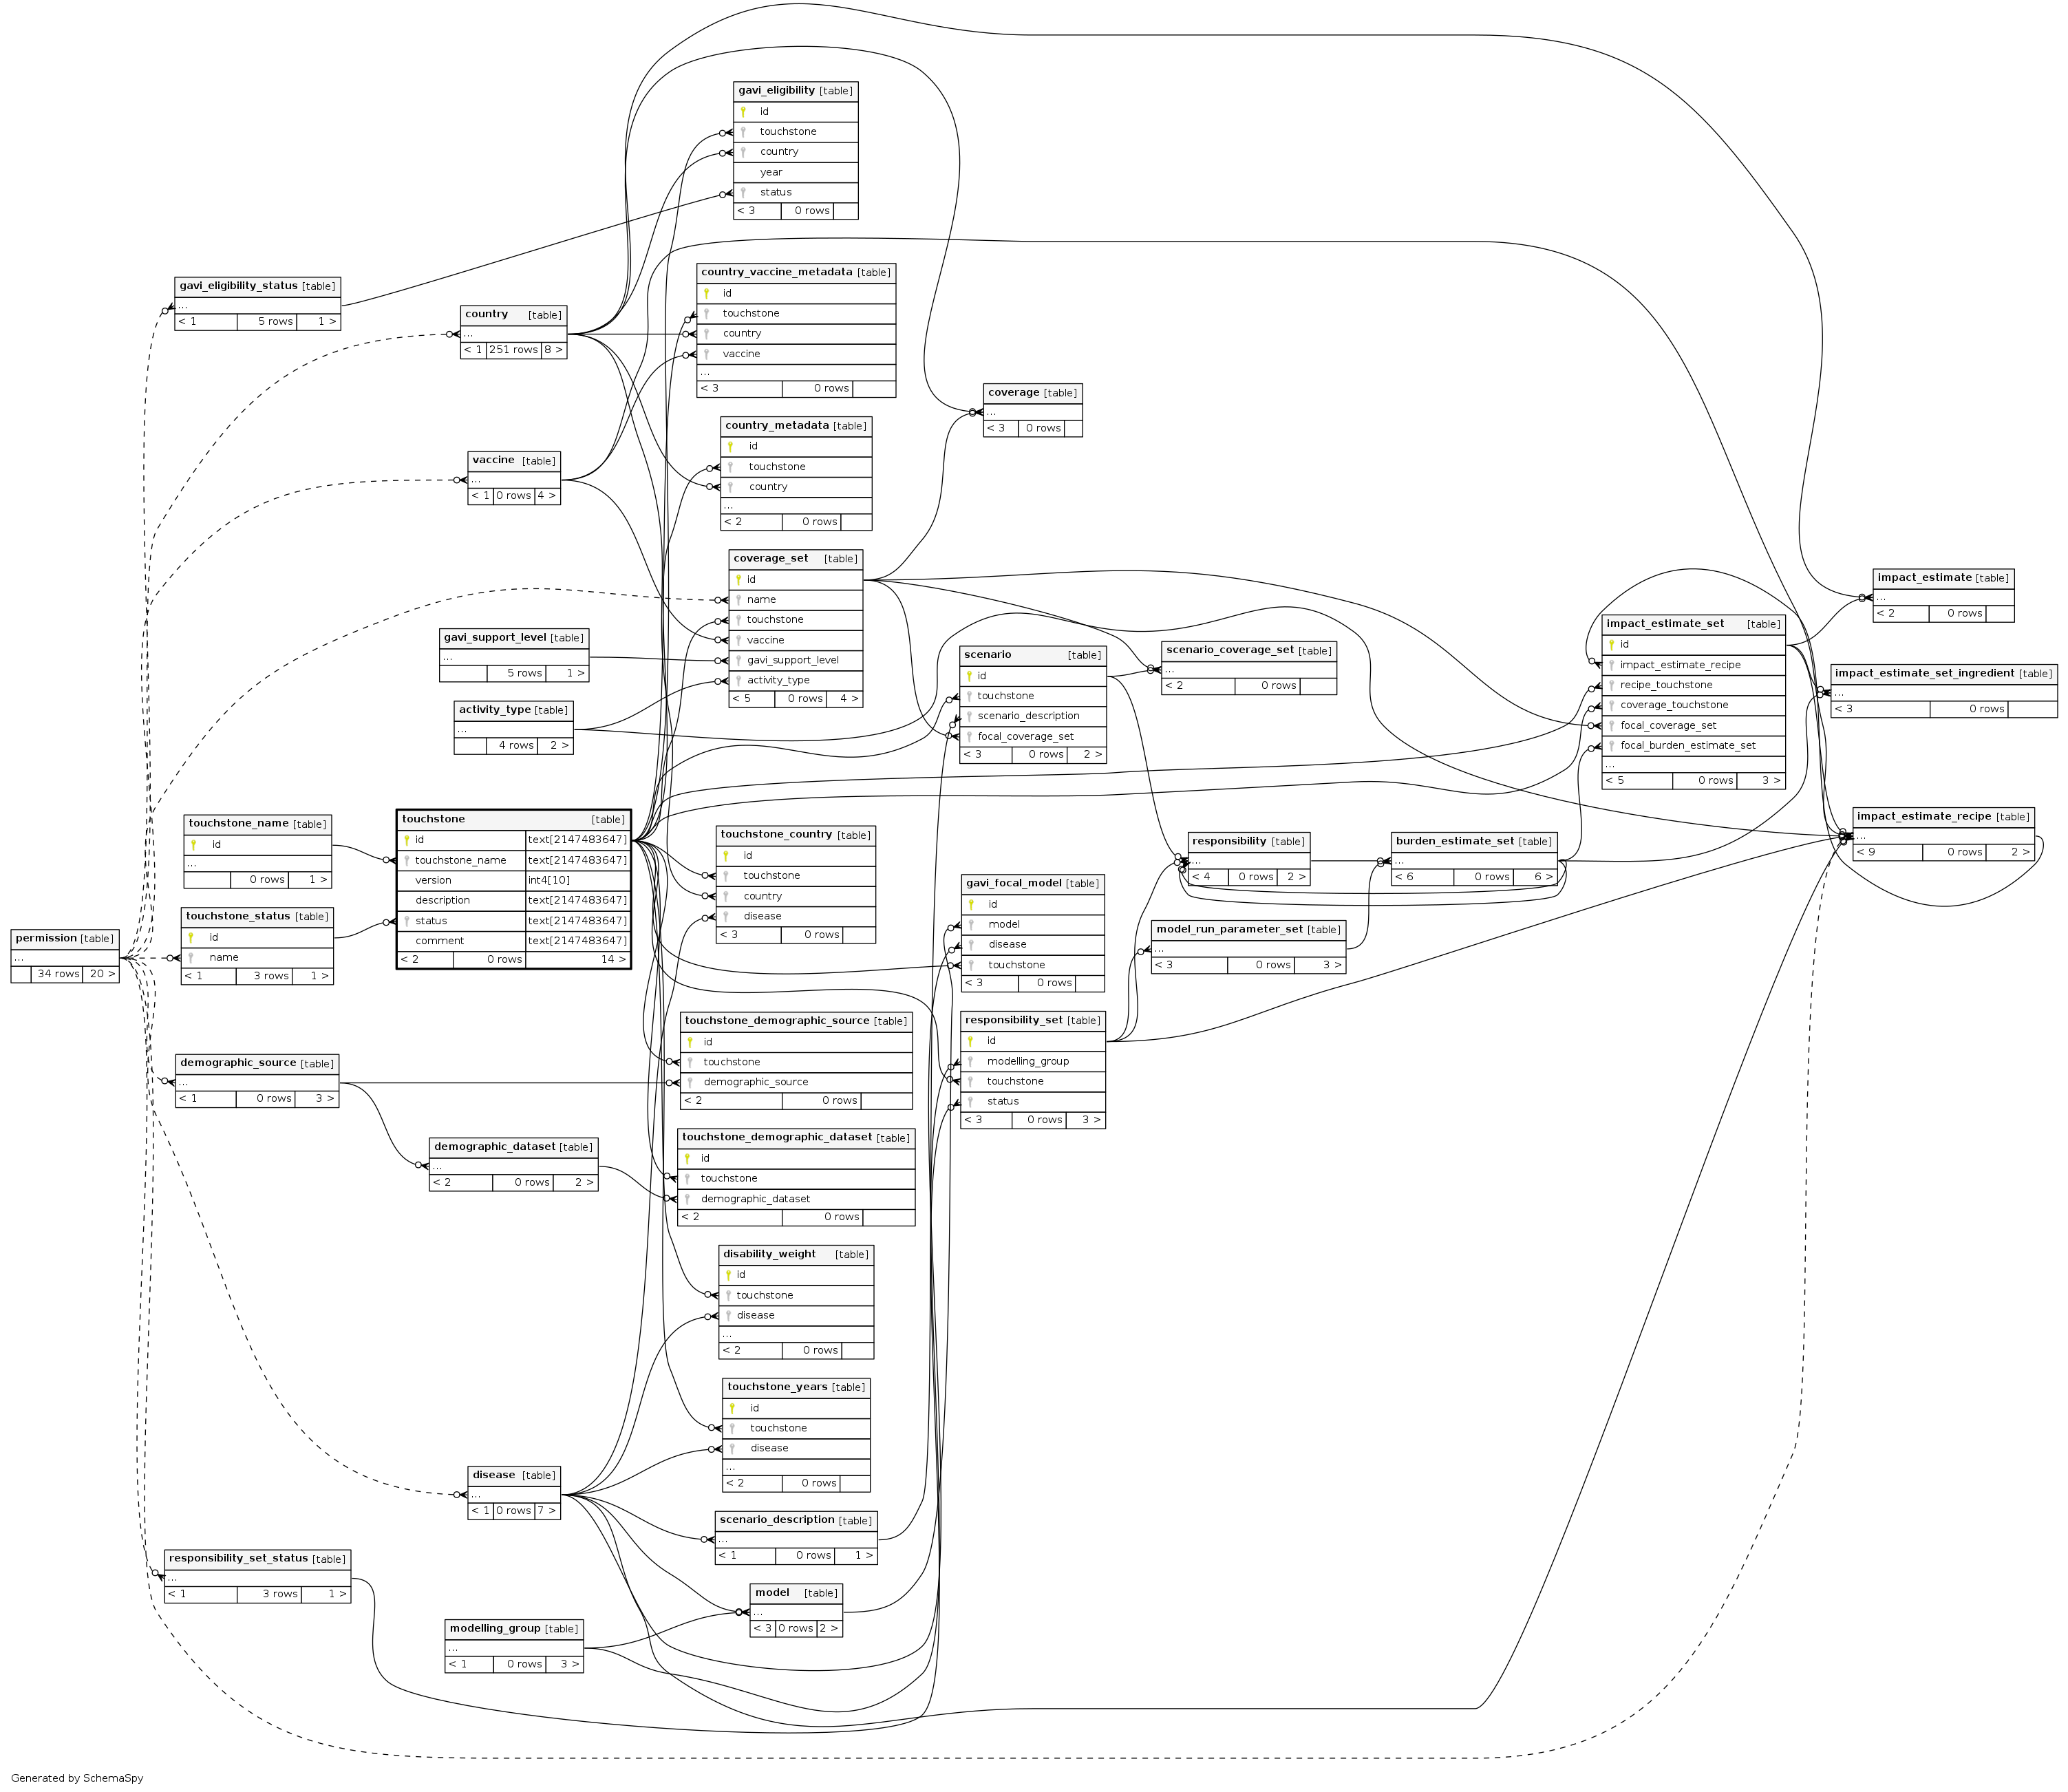 gavi_eligibility [table]
id
touchstone
country
year
status
< 3 0 rows
gavi_eligibility_status [table]
...
< 1 5 rows 1 >
country [table]
...
< 1 251 rows 8 >
country_vaccine_metadata [table]
id
touchstone
country
vaccine
...
< 3 0 rows
coverage [table]
...
< 3 0 rows
vaccine [table]
...
< 1 0 rows 4 >
country_metadata [table]
id
touchstone
country
...
< 2 0 rows
coverage_set [table]
id
name
touchstone
vaccine
gavi_support_level
activity_type
< 5 0 rows 4 >
gavi_support_level [table]
...
5 rows 1 >
activity_type [table]
...
4 rows 2 >
scenario [table]
id
touchstone
scenario_description
focal_coverage_set
< 3 0 rows 2 >
scenario_coverage_set [table]
...
< 2 0 rows
impact_estimate_set [table]
id
impact_estimate_recipe
recipe_touchstone
coverage_touchstone
focal_coverage_set
focal_burden_estimate_set
...
< 5 0 rows 3 >
impact_estimate [table]
...
< 2 0 rows
impact_estimate_set_ingredient [table]
...
< 3 0 rows
impact_estimate_recipe [table]
...
< 9 0 rows 2 >
touchstone_name [table]
id
...
0 rows 1 >
touchstone_status [table]
id
name
< 1 3 rows 1 >
permission [table]
...
34 rows 20 >
touchstone [table]
id text[2147483647]
touchstone_name text[2147483647]
version int4[10]
description text[2147483647]
status text[2147483647]
comment text[2147483647]
< 2 0 rows 14 >
touchstone_country [table]
id
touchstone
country
disease
< 3 0 rows
responsibility [table]
...
< 4 0 rows 2 >
burden_estimate_set [table]
...
< 6 0 rows 6 >
gavi_focal_model [table]
id
model
disease
touchstone
< 3 0 rows
model_run_parameter_set [table]
...
< 3 0 rows 3 >
touchstone_demographic_source [table]
id
touchstone
demographic_source
< 2 0 rows
responsibility_set [table]
id
modelling_group
touchstone
status
< 3 0 rows 3 >
demographic_source [table]
...
< 1 0 rows 3 >
demographic_dataset [table]
...
< 2 0 rows 2 >
touchstone_demographic_dataset [table]
id
touchstone
demographic_dataset
< 2 0 rows
disability_weight [table]
id
touchstone
disease
...
< 2 0 rows
touchstone_years [table]
id
touchstone
disease
...
< 2 0 rows
disease [table]
...
< 1 0 rows 7 >
scenario_description [table]
...
< 1 0 rows 1 >
responsibility_set_status [table]
...
< 1 3 rows 1 >
model [table]
...
< 3 0 rows 2 >
modelling_group [table]
...
< 1 0 rows 3 >
Generated by SchemaSpy